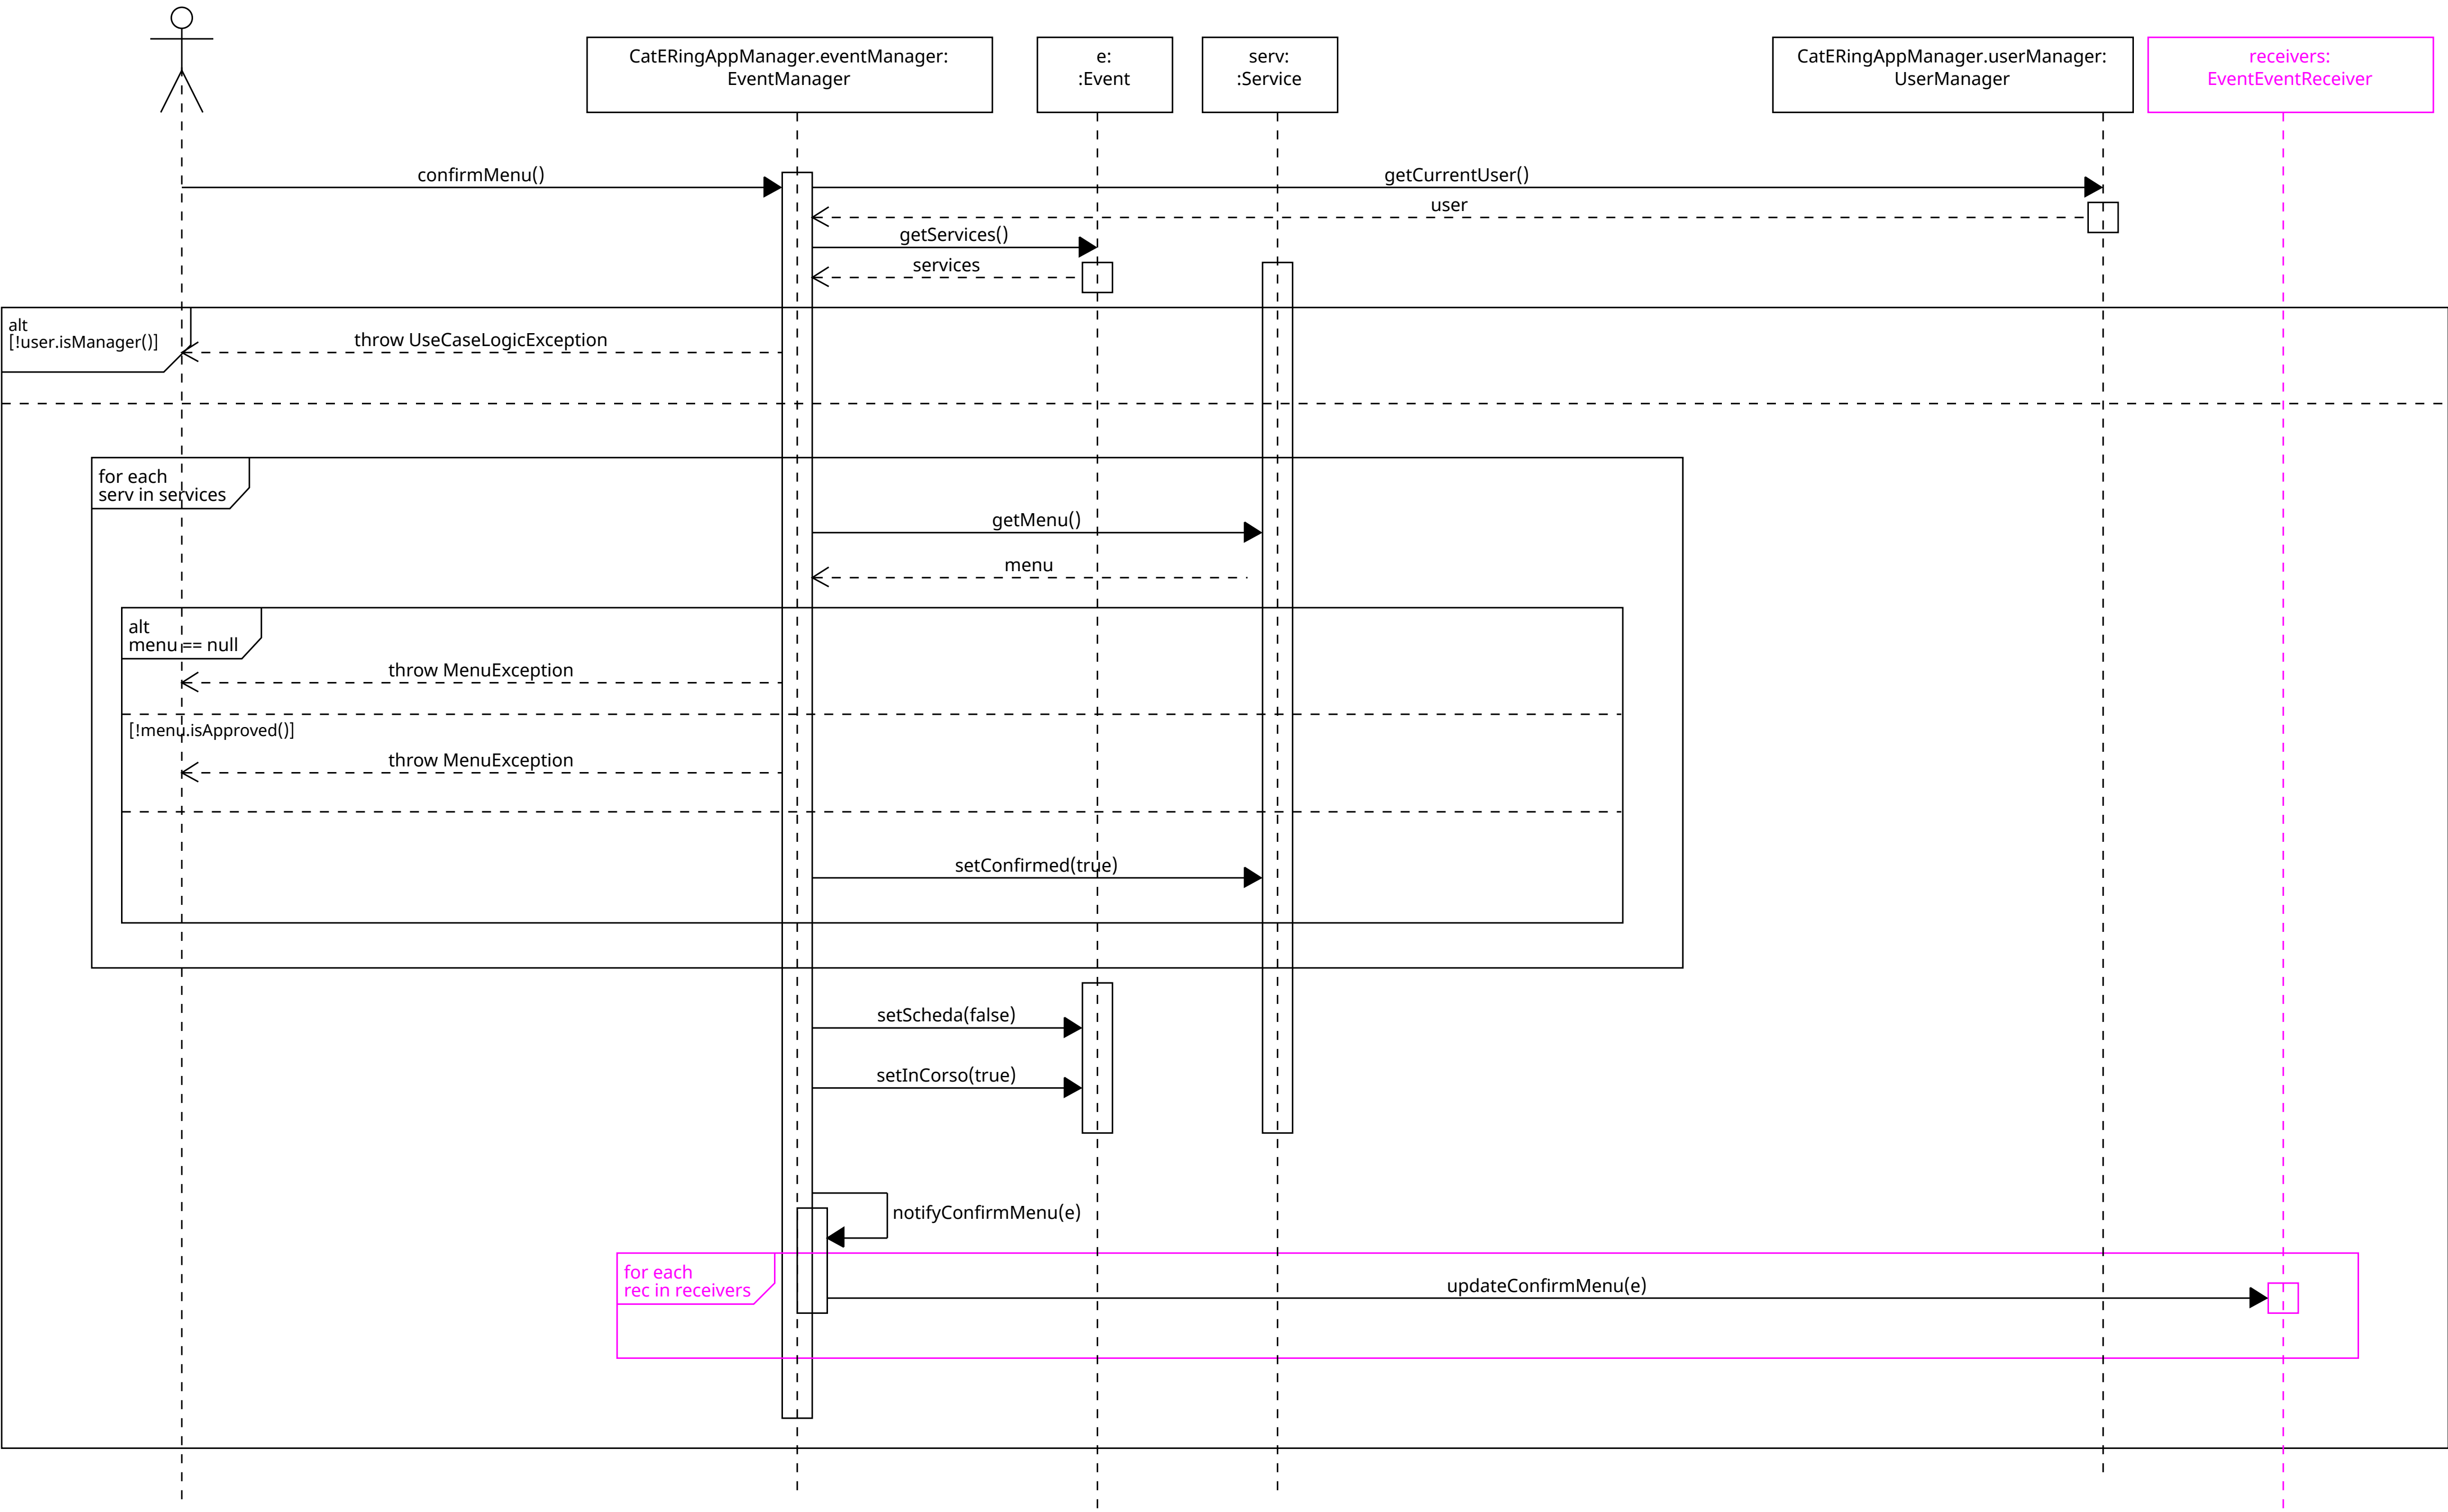 CatERingAppManager.eventManager:
EventManager
e:
:Event
serv:
:Service
CatERingAppManager.userManager:
UserManager
receivers:
EventEventReceiver
confirmMenu()
getCurrentUser()
user
getServices()
services
alt
[!user.isManager()]
throw UseCaseLogicException
for each
serv in services
getMenu()
menu
alt
menu == null
throw MenuException
[!menu.isApproved()]
throw MenuException
setConfirmed(true)
setScheda(false)
setInCorso(true)
notifyConfirmMenu(e)
for each
rec in receivers
updateConfirmMenu(e)